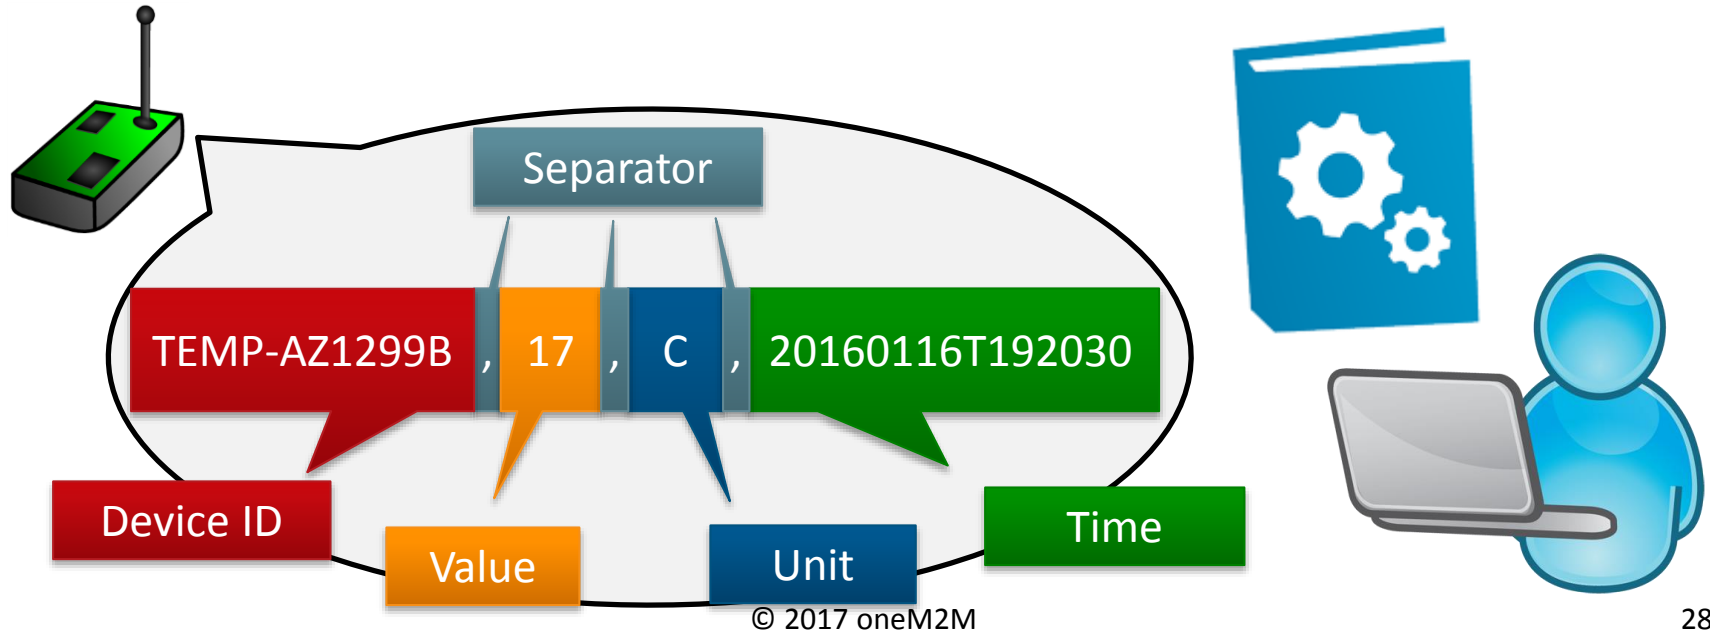 Separator
TEMP-AZ1299B , 17 , C , 20160116T192030
Device ID
Value
Unit
Time
© 2017 oneM2M
28